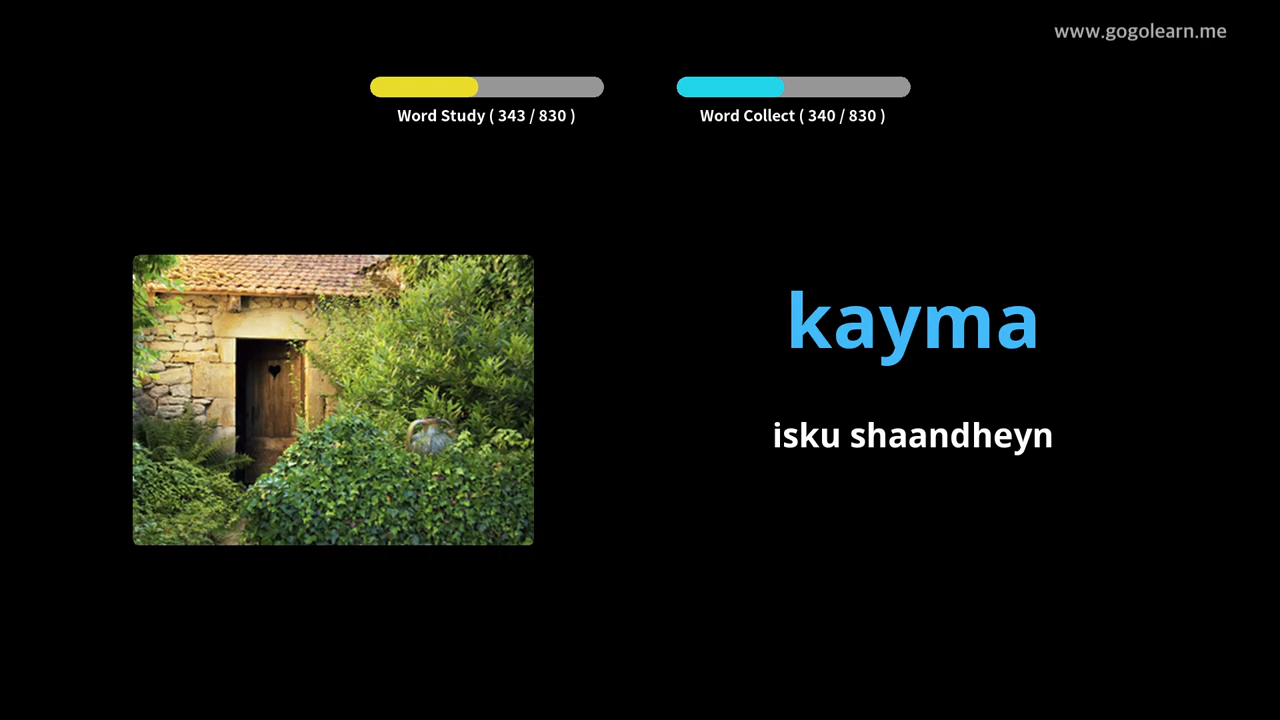 www.gogolearn.me
Word Study ( 343 / 830 )
Word Collect ( 340 / 830 )
kayma
isku shaandheyn